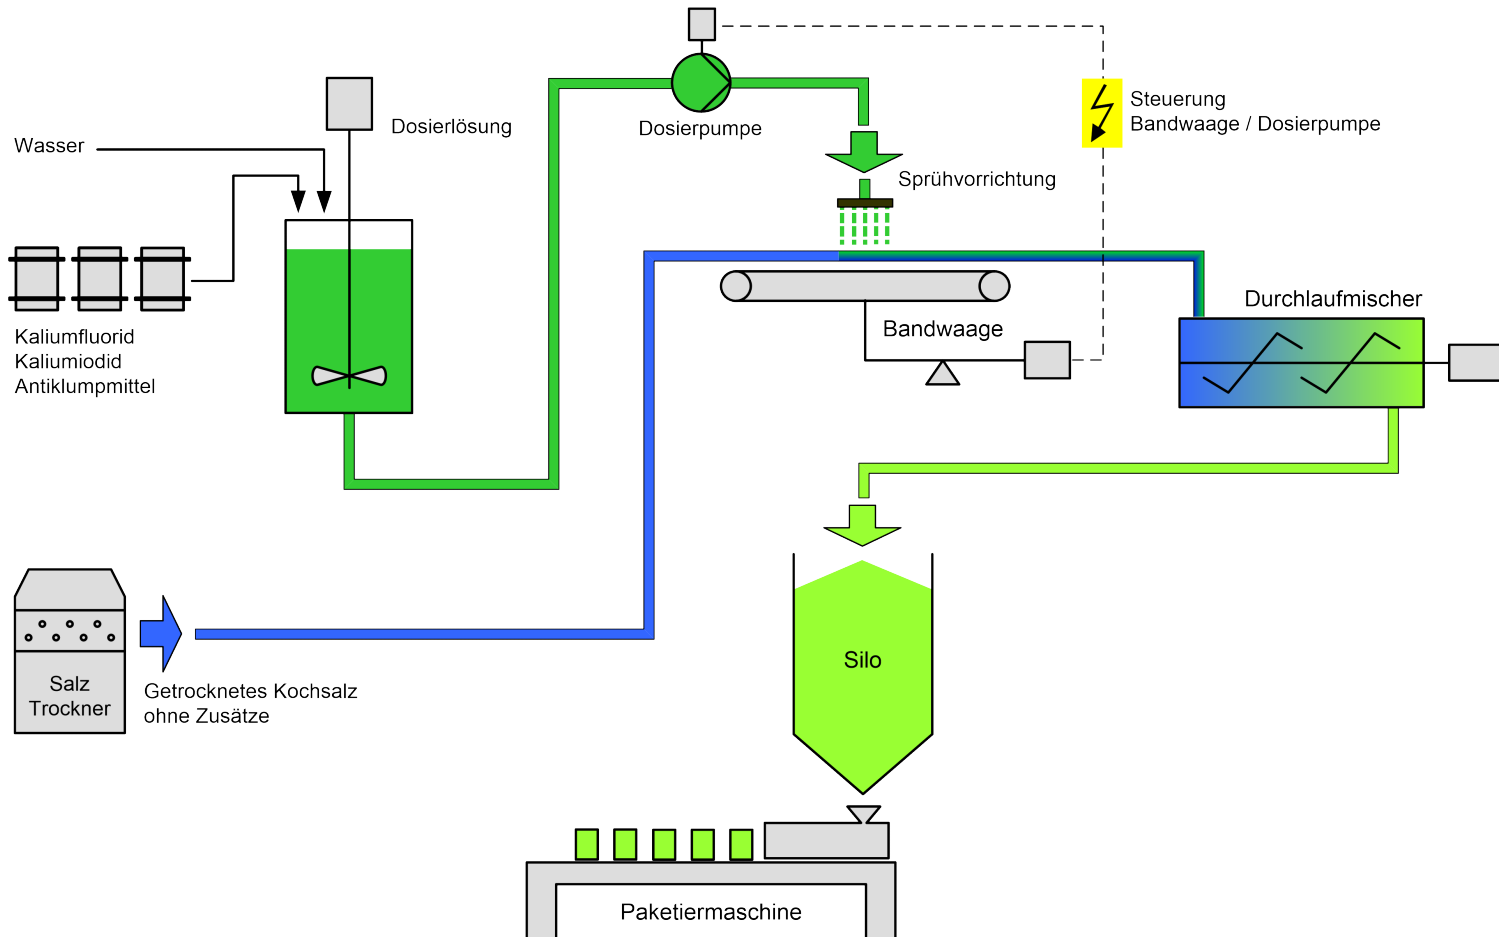 Dosierlösung
Dosierpumpe
Steuerung
Bandwaage / Dosierpumpe
Wasser
Sprühvorrichtung
Kaliumfluorid
Kaliumiodid
Antiklumpmittel
Bandwaage
Durchlaufmischer
Salz
Trockner
Getrocknetes Kochsalz
ohne Zusätze
Silo
Paketiermaschine